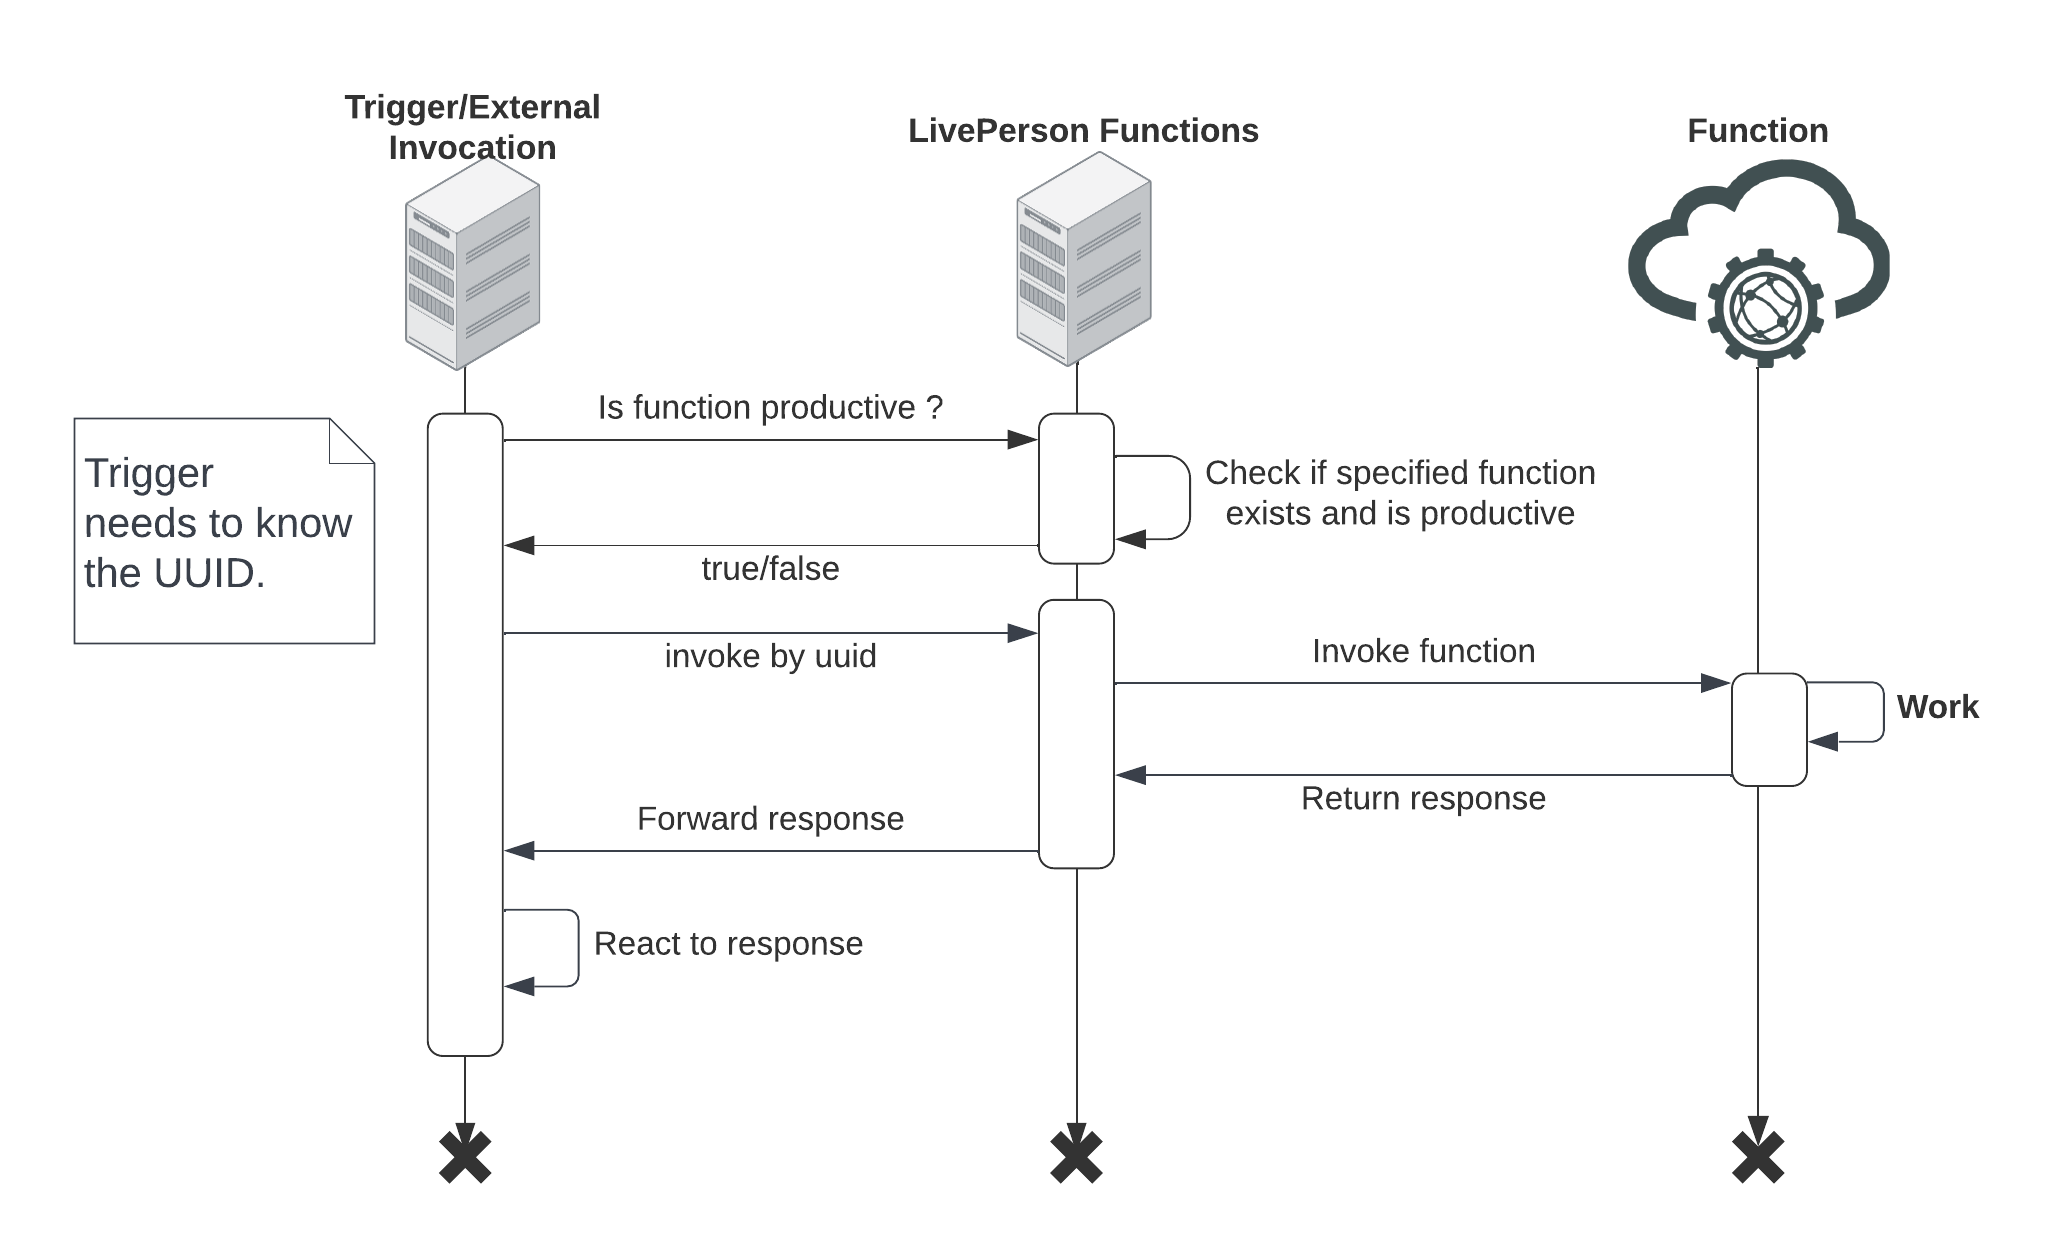 Trigger/External
Invocation
LivePerson Functions
Function
Is function productive ?
Trigger
needs to know
the UUID.
Check if specified function
exists and is productive
true/false
invoke by uuid
Invoke function
Work
Return response
Forward response
React to response